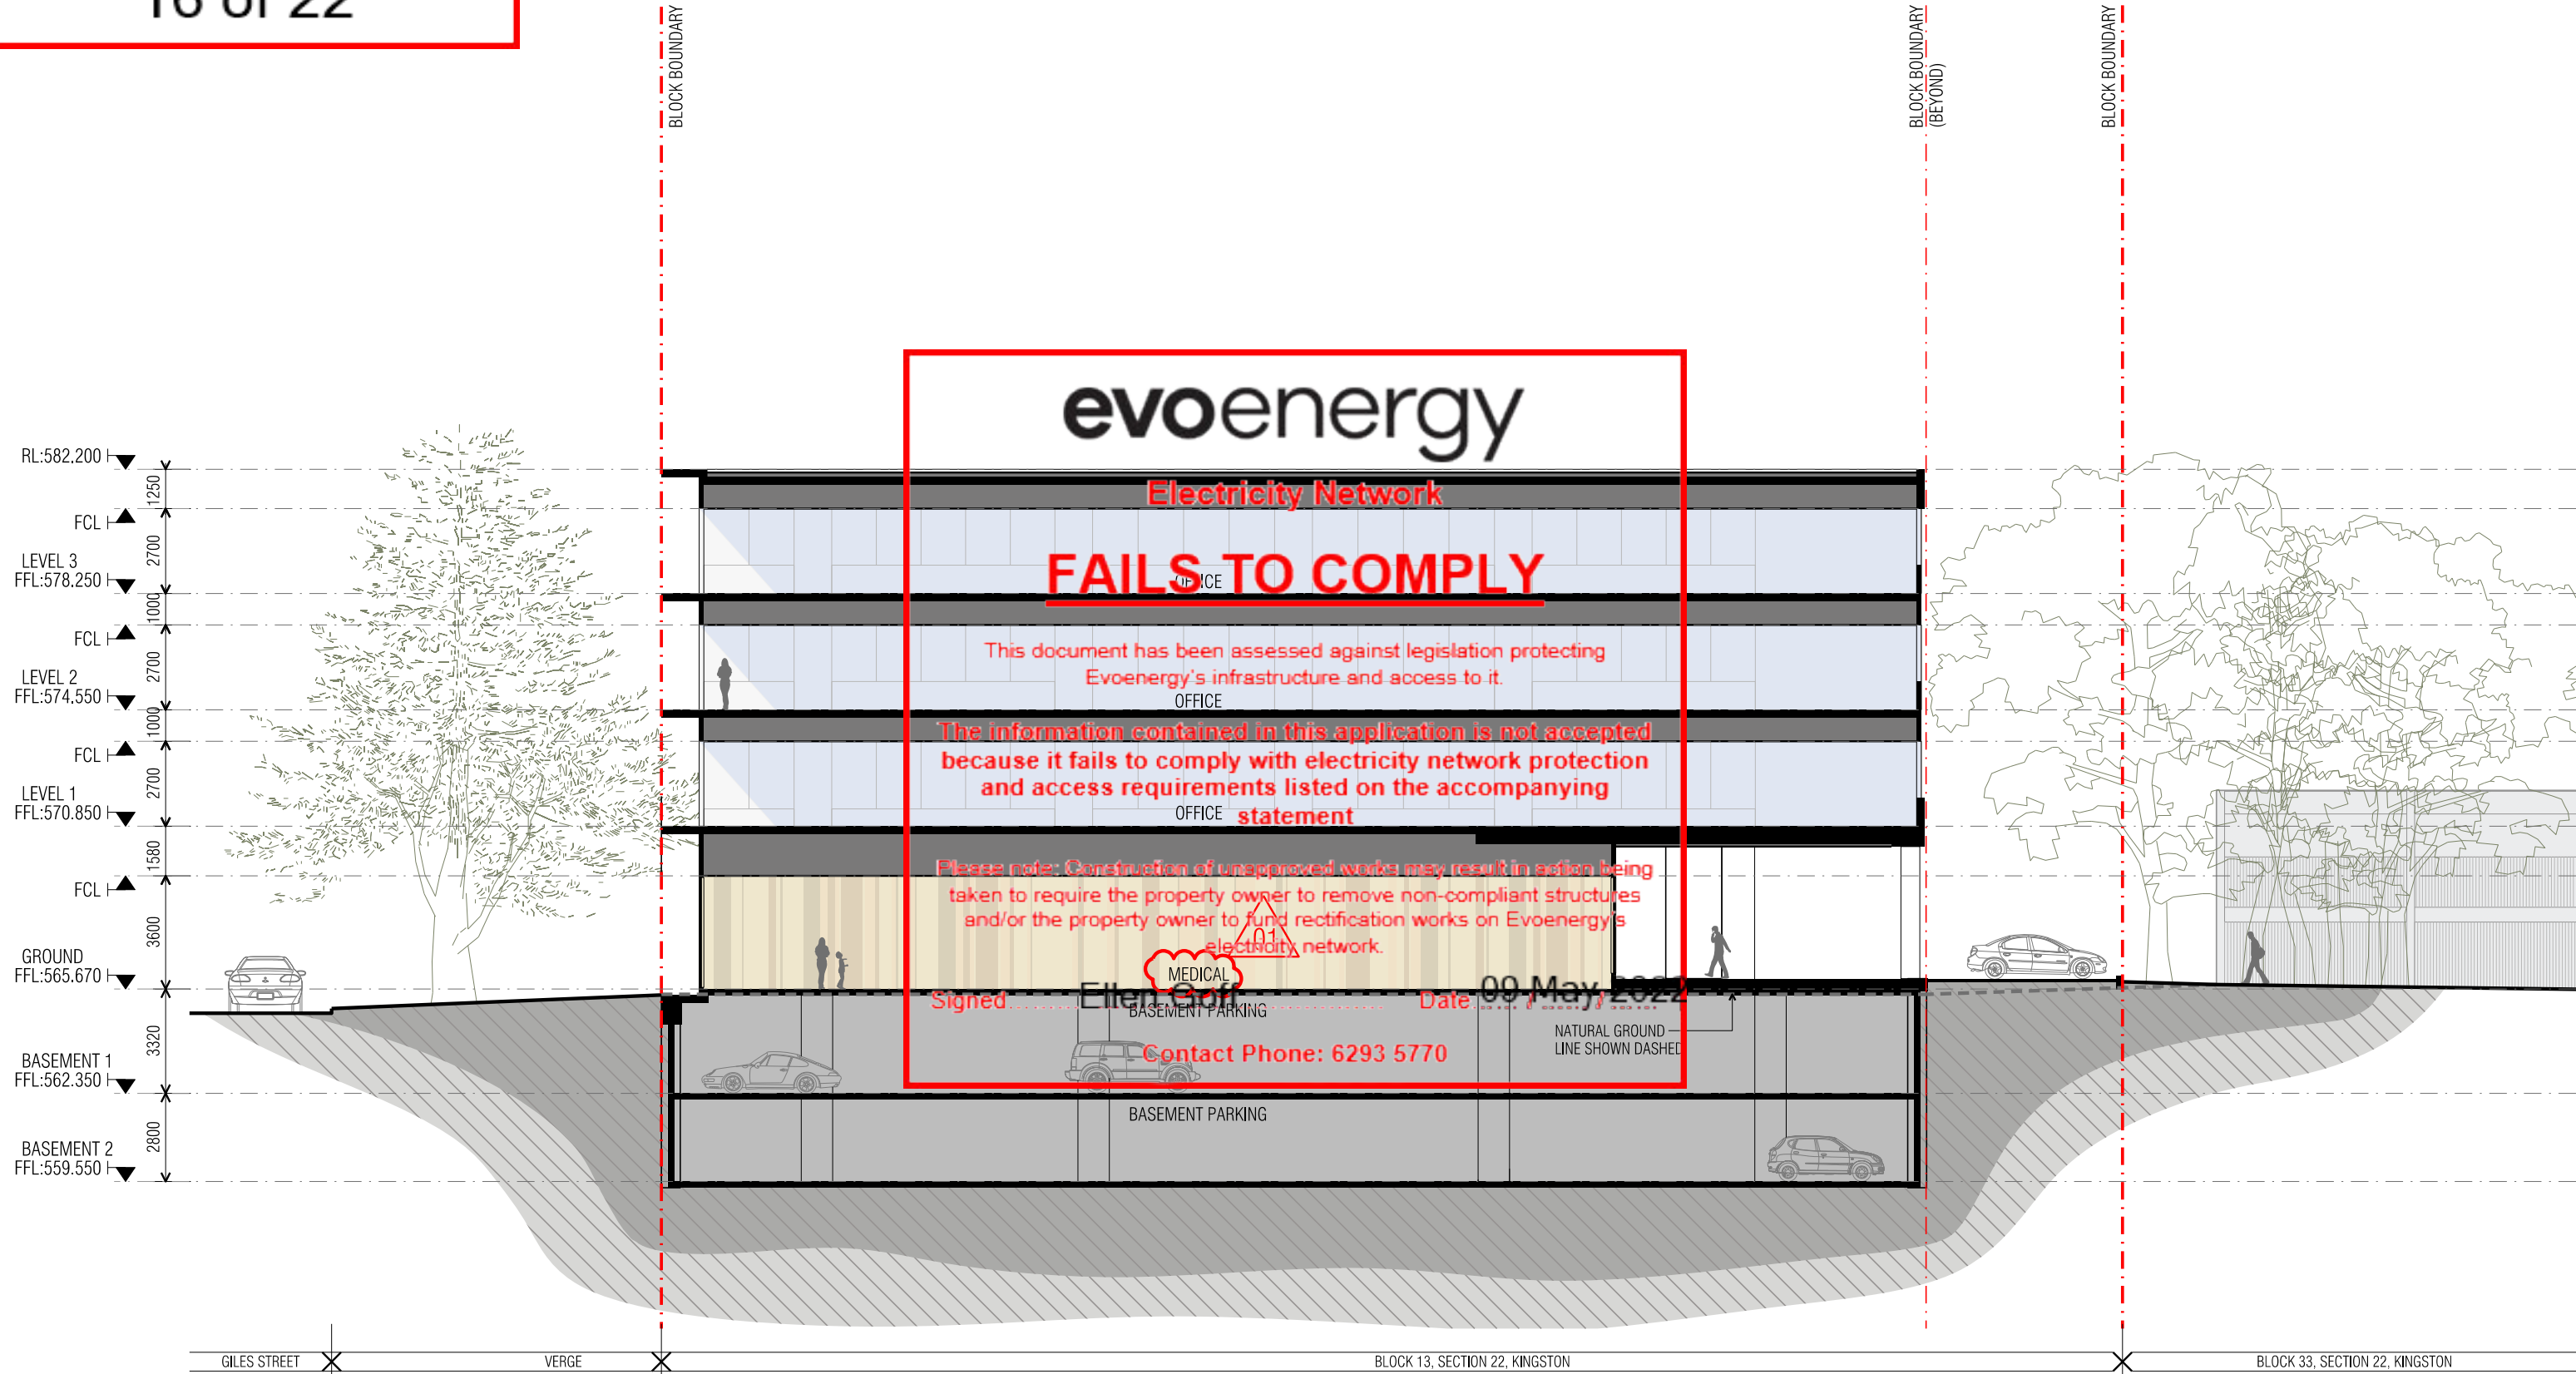 16 of 22
BLOCK BOUNDARY
BLOCK BOUNDARY
(BEYOND)
BLOCK BOUNDARY
evoenergy
Electricity Network
FAILS TO COMPLY
This document has been assessed against legislation protecting
Evoenergy's infrastructure and access to it.
The information contained in this application is not accepted
because it fails to comply with electricity network protection
and access requirements listed on the accompanying
statement
Please note: Construction of unapproved works may result in action being
taken to require the property owner to remove non-compliant structures
and/or the property owner to fund rectification works on Evoenergy's
electricity network.
Signed Ellen Goff Date 09 May 2022
Contact Phone: 6293 5770
RL:582.200
1250
FCL
2700
LEVEL 3
FFL:578.250
1000
FCL
2700
LEVEL 2
FFL:574.550
1000
FCL
2700
LEVEL 1
FFL:570.850
1580
FCL
3600
GROUND
FFL:565.670
3320
BASEMENT 1
FFL:562.350
2800
BASEMENT 2
FFL:559.550
OFFICE
OFFICE
OFFICE
01
MEDICAL
BASEMENT PARKING
BASEMENT PARKING
NATURAL GROUND
LINE SHOWN DASHED
GILES STREET
VERGE
BLOCK 13, SECTION 22, KINGSTON
BLOCK 33, SECTION 22, KINGSTON